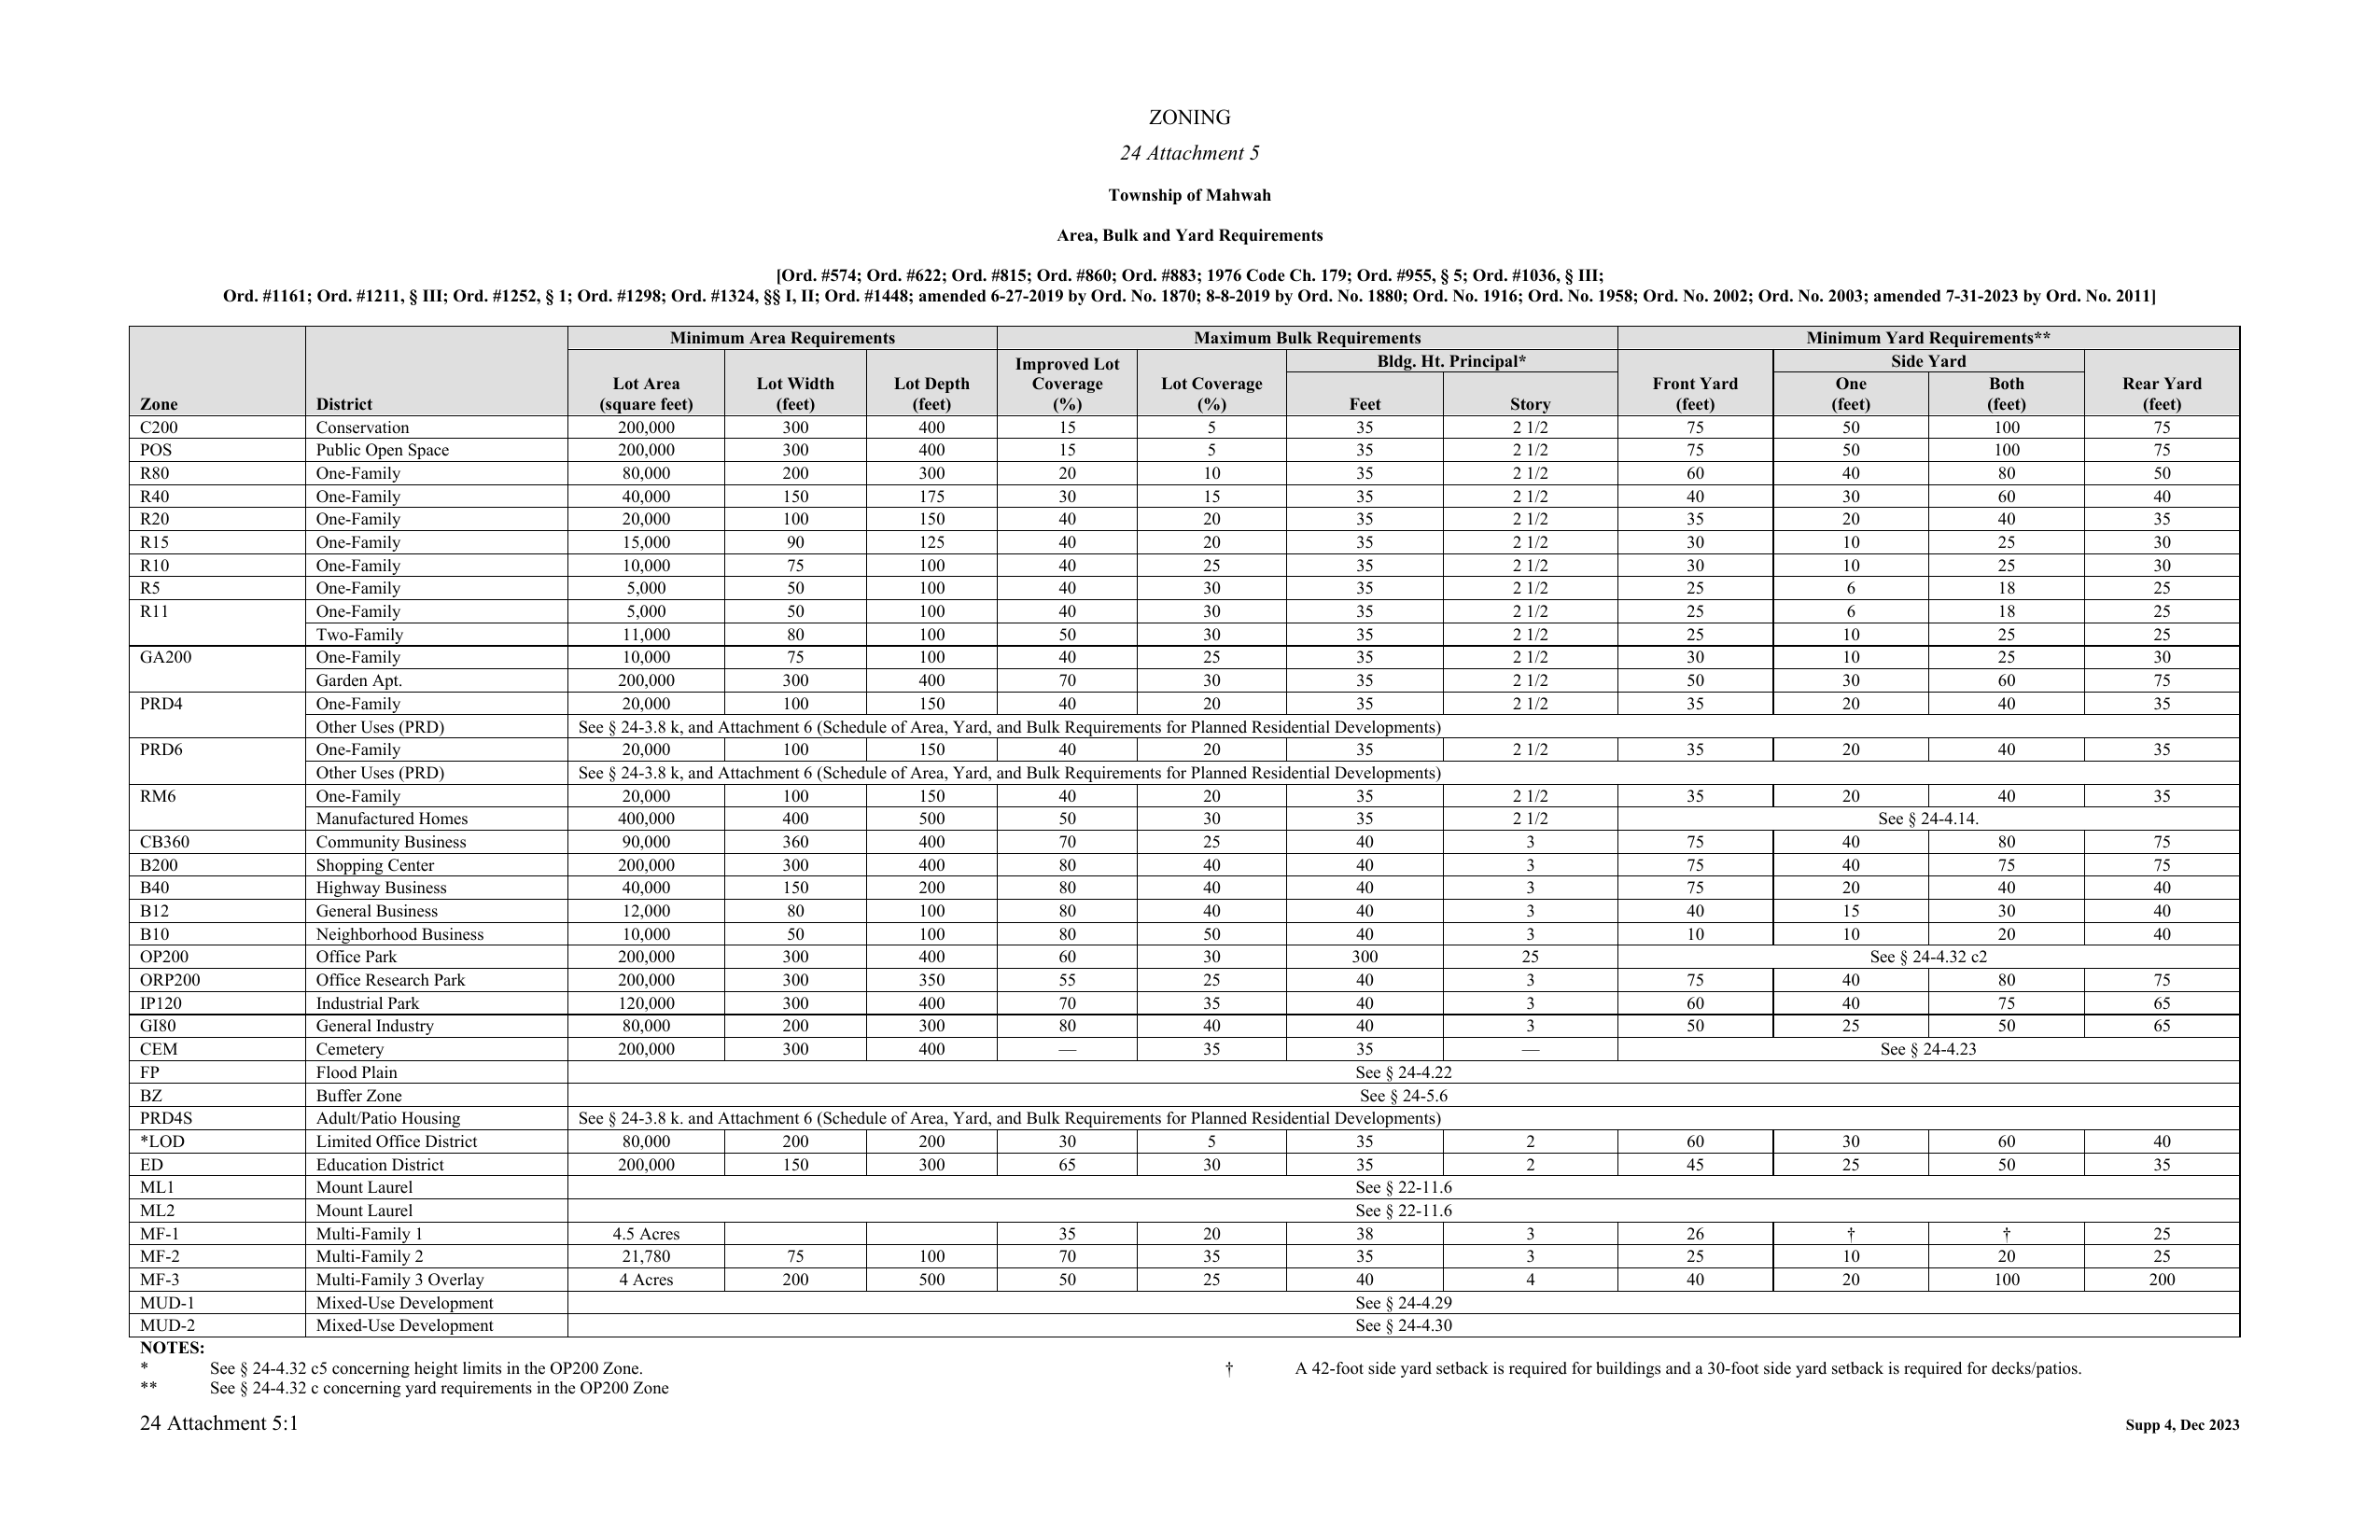 ZONING
24 Attachment 5
Township of Mahwah
Area, Bulk and Yard Requirements
[Ord. #574; Ord. #622; Ord. #815; Ord. #860; Ord. #883; 1976 Code Ch. 179; Ord. #955, § 5; Ord. #1036, § III;
Ord. #1161; Ord. #1211, § III; Ord. #1252, § 1; Ord. #1298; Ord. #1324, §§ I, II; Ord. #1448; amended 6-27-2019 by Ord. No. 1870; 8-8-2019 by Ord. No. 1880; Ord. No. 1916; Ord. No. 1958; Ord. No. 2002; Ord. No. 2003; amended 7-31-2023 by Ord. No. 2011]
Minimum Area Requirements Maximum Bulk Requirements Minimum Yard Requirements**
Improved Lot Bldg. Ht. Principal* Side Yard
Lot Area Lot Width Lot Depth Coverage Lot Coverage Front Yard One Both Rear Yard
Zone District (square feet) (feet) (feet) (%) (%) Feet Story (feet) (feet) (feet) (feet)
C200 Conservation 200,000 300 400 15 5 35 2 1/2 75 50 100 75
POS Public Open Space 200,000 300 400 15 5 35 2 1/2 75 50 100 75
R80 One-Family 80,000 200 300 20 10 35 2 1/2 60 40 80 50
R40 One-Family 40,000 150 175 30 15 35 2 1/2 40 30 60 40
R20 One-Family 20,000 100 150 40 20 35 2 1/2 35 20 40 35
R15 One-Family 15,000 90 125 40 20 35 2 1/2 30 10 25 30
R10 One-Family 10,000 75 100 40 25 35 2 1/2 30 10 25 30
R5 One-Family 5,000 50 100 40 30 35 2 1/2 25 6 18 25
R11 One-Family 5,000 50 100 40 30 35 2 1/2 25 6 18 25
Two-Family 11,000 80 100 50 30 35 2 1/2 25 10 25 25
GA200 One-Family 10,000 75 100 40 25 35 2 1/2 30 10 25 30
Garden Apt. 200,000 300 400 70 30 35 2 1/2 50 30 60 75
PRD4 One-Family 20,000 100 150 40 20 35 2 1/2 35 20 40 35
Other Uses (PRD) See § 24-3.8 k, and Attachment 6 (Schedule of Area, Yard, and Bulk Requirements for Planned Residential Developments)
PRD6 One-Family 20,000 100 150 40 20 35 2 1/2 35 20 40 35
Other Uses (PRD) See § 24-3.8 k, and Attachment 6 (Schedule of Area, Yard, and Bulk Requirements for Planned Residential Developments)
RM6 One-Family 20,000 100 150 40 20 35 2 1/2 35 20 40 35
Manufactured Homes 400,000 400 500 50 30 35 2 1/2 See § 24-4.14.
CB360 Community Business 90,000 360 400 70 25 40 3 75 40 80 75
B200 Shopping Center 200,000 300 400 80 40 40 3 75 40 75 75
B40 Highway Business 40,000 150 200 80 40 40 3 75 20 40 40
B12 General Business 12,000 80 100 80 40 40 3 40 15 30 40
B10 Neighborhood Business 10,000 50 100 80 50 40 3 10 10 20 40
OP200 Office Park 200,000 300 400 60 30 300 25 See § 24-4.32 c2
ORP200 Office Research Park 200,000 300 350 55 25 40 3 75 40 80 75
IP120 Industrial Park 120,000 300 400 70 35 40 3 60 40 75 65
GI80 General Industry 80,000 200 300 80 40 40 3 50 25 50 65
CEM Cemetery 200,000 300 400 — 35 35 — See § 24-4.23
FP Flood Plain See § 24-4.22
BZ Buffer Zone See § 24-5.6
PRD4S Adult/Patio Housing See § 24-3.8 k. and Attachment 6 (Schedule of Area, Yard, and Bulk Requirements for Planned Residential Developments)
*LOD Limited Office District 80,000 200 200 30 5 35 2 60 30 60 40
ED Education District 200,000 150 300 65 30 35 2 45 25 50 35
ML1 Mount Laurel See § 22-11.6
ML2 Mount Laurel See § 22-11.6
MF-1 Multi-Family 1 4.5 Acres 35 20 38 3 26 † † 25
MF-2 Multi-Family 2 21,780 75 100 70 35 35 3 25 10 20 25
MF-3 Multi-Family 3 Overlay 4 Acres 200 500 50 25 40 4 40 20 100 200
MUD-1 Mixed-Use Development See § 24-4.29
MUD-2 Mixed-Use Development See § 24-4.30
NOTES:
* See § 24-4.32 c5 concerning height limits in the OP200 Zone. † A 42-foot side yard setback is required for buildings and a 30-foot side yard setback is required for decks/patios.
** See § 24-4.32 c concerning yard requirements in the OP200 Zone
24 Attachment 5:1 Supp 4, Dec 2023